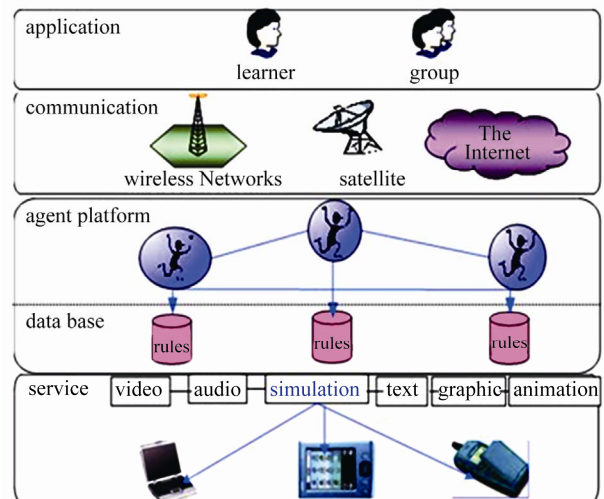 application
learner group
communication
The
Internet
wireless Networks satellite
agent platform
data base
rules rules rules
service video audio simulation text graphic animation